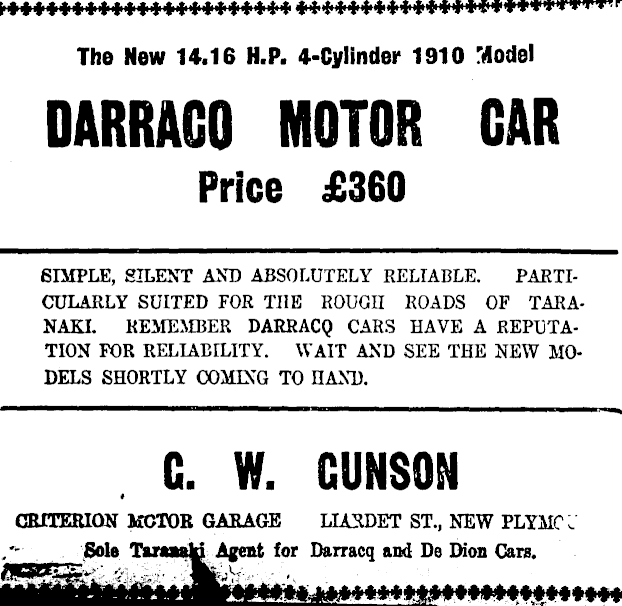 The New 14.16 H.P. 4-Cylinder 1910 Model
DARRACQ MOTOR CAR
Price £360
SIMPLE, SILENT AND ABSOLUTELY RELIABLE. PARTI-
CULARLY SUITED FOR THE ROUGH ROADS OF TARA-
NAKI. REMEMBER DARRACQ CARS HAVE A REPUTA-
TION FOR RELIABILITY. WAIT AND SEE THE NEW MO-
DELS SHORTLY COMING TO HAND.
G. W. GUNSON
CRITERION MOTOR GARAGE LIARDET ST., NEW PLYMOU
Sole Taranaki Agent for Darracq and De Dion Cars.